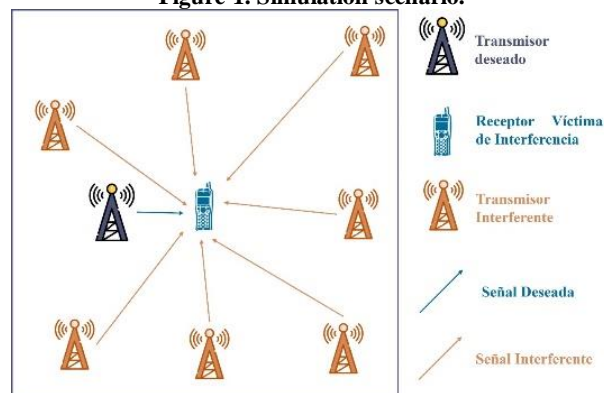 Figure 1. Simulation scenario.
Transmisor
deseado
Receptor Víctima
de Interferencia
Transmisor
Interferente
Señal Deseada
Señal Interferente